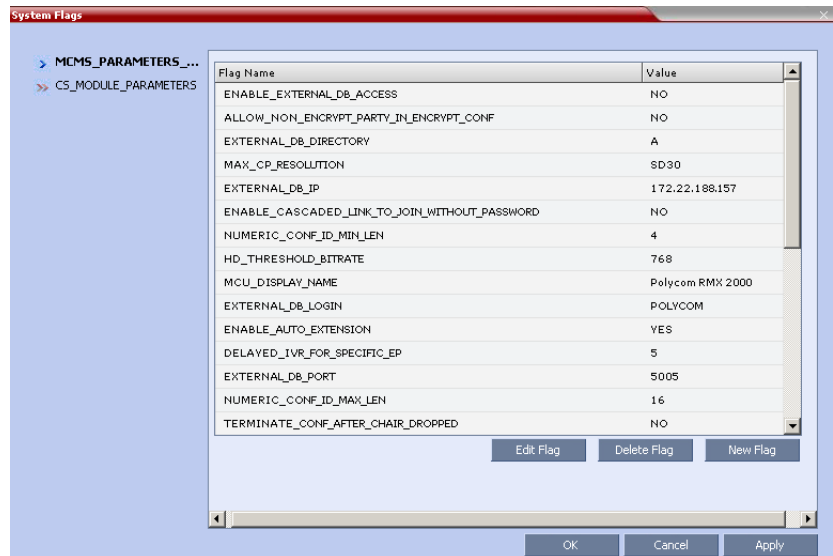 System Flags
MCMS_PARAMETERS_...
CS_MODULE_PARAMETERS
Flag Name Value
ENABLE_EXTERNAL_DB_ACCESS NO
ALLOW_NON_ENCRYPT_PARTY_IN_ENCRYPT_CONF NO
EXTERNAL_DB_DIRECTORY A
MAX_CP_RESOLUTION SD30
EXTERNAL_DB_IP 172.22.188.157
ENABLE_CASCADED_LINK_TO_JOIN_WITHOUT_PASSWORD NO
NUMERIC_CONF_ID_MIN_LEN 4
HD_THRESHOLD_BITRATE 768
MCU_DISPLAY_NAME Polycom RMX 2000
EXTERNAL_DB_LOGIN POLYCOM
ENABLE_AUTO_EXTENSION YES
DELAYED_IVR_FOR_SPECIFIC_EP 5
EXTERNAL_DB_PORT 5005
NUMERIC_CONF_ID_MAX_LEN 16
TERMINATE_CONF_AFTER_CHAIR_DROPPED NO
Edit Flag Delete Flag New Flag
OK Cancel Apply